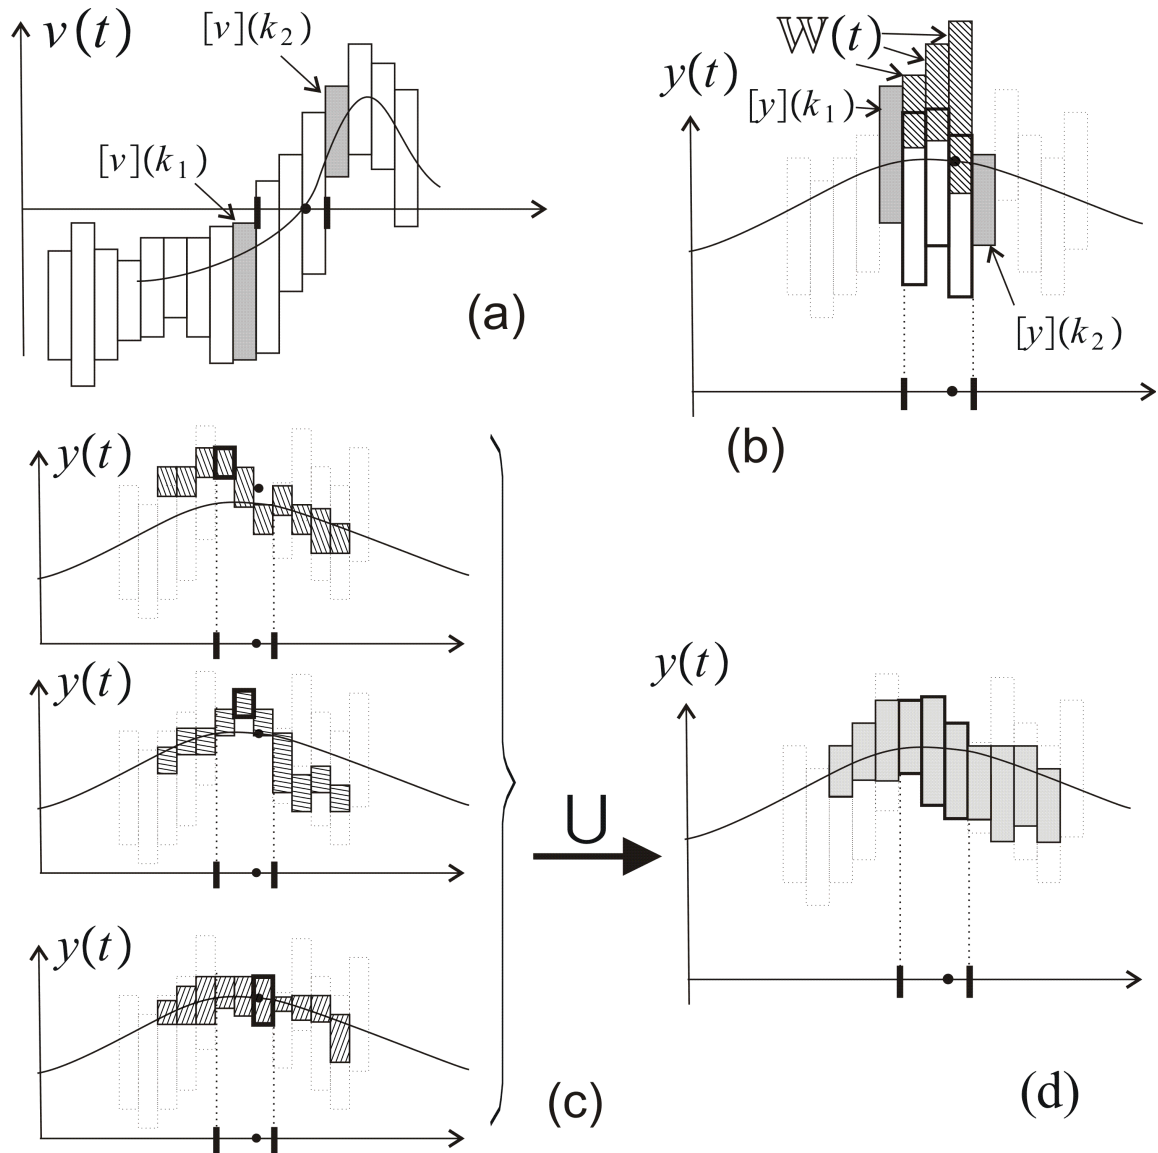 v(t)
[v](k₂)
[v](k₁)
(a)
𝕎(t)
y(t)
[y](k₁)
[y](k₂)
(b)
y(t)
y(t)
y(t)
(c)
U
y(t)
(d)